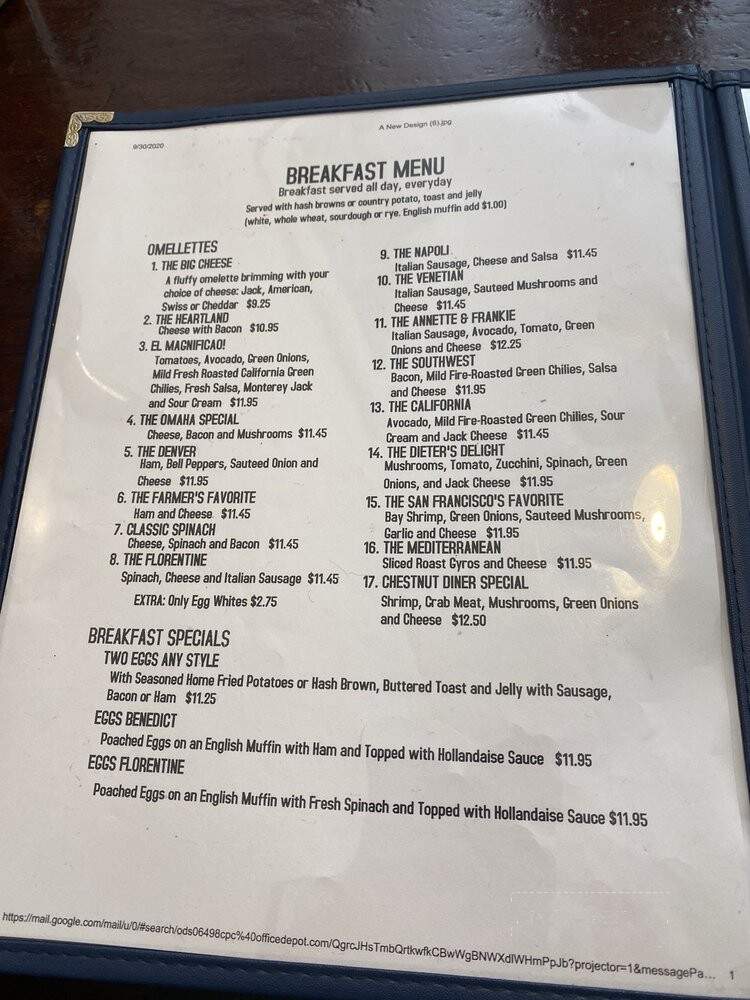 9/30/2020
A New Design (6).jpg
BREAKFAST MENU
Breakfast served all day, everyday
Served with hash browns or country potato, toast and jelly
(white, whole wheat, sourdough or rye. English muffin add $1.00)
OMELLETTES
1. THE BIG CHEESE
A fluffy omelette brimming with your
choice of cheese: Jack, American,
Swiss or Cheddar $9.25
2. THE HEARTLAND
Cheese with Bacon $10.95
3. EL MAGNIFICAO!
Tomatoes, Avocado, Green Onions,
Mild Fresh Roasted California Green
Chilies, Fresh Salsa, Monterey Jack
and Sour Cream $11.95
4. THE OMAHA SPECIAL
Cheese, Bacon and Mushrooms $11.45
5. THE DENVER
Ham, Bell Peppers, Sauteed Onion and
Cheese $11.95
6. THE FARMER'S FAVORITE
Ham and Cheese $11.45
7. CLASSIC SPINACH
Cheese, Spinach and Bacon $11.45
8. THE FLORENTINE
Spinach, Cheese and Italian Sausage $11.45
EXTRA: Only Egg Whites $2.75
9. THE NAPOLI
Italian Sausage, Cheese and Salsa $11.45
10. THE VENETIAN
Italian Sausage, Sauteed Mushrooms and
Cheese $11.45
11. THE ANNETTE & FRANKIE
Italian Sausage, Avocado, Tomato, Green
Onions and Cheese $12.25
12. THE SOUTHWEST
Bacon, Mild Fire-Roasted Green Chilies, Salsa
and Cheese $11.95
13. THE CALIFORNIA
Avocado, Mild Fire-Roasted Green Chilies, Sour
Cream and Jack Cheese $11.45
14. THE DIETER'S DELIGHT
Mushrooms, Tomato, Zucchini, Spinach, Green
Onions, and Jack Cheese $11.95
15. THE SAN FRANCISCO'S FAVORITE
Bay Shrimp, Green Onions, Sauteed Mushrooms,
Garlic and Cheese $11.95
16. THE MEDITERRANEAN
Sliced Roast Gyros and Cheese $11.95
17. CHESTNUT DINER SPECIAL
Shrimp, Crab Meat, Mushrooms, Green Onions
and Cheese $12.50
BREAKFAST SPECIALS
TWO EGGS ANY STYLE
With Seasoned Home Fried Potatoes or Hash Brown, Buttered Toast and Jelly with Sausage,
Bacon or Ham $11.25
EGGS BENEDICT
Poached Eggs on an English Muffin with Ham and Topped with Hollandaise Sauce $11.95
EGGS FLORENTINE
Poached Eggs on an English Muffin with Fresh Spinach and Topped with Hollandaise Sauce $11.95
https://mail.google.com/mail/u/0/#search/ods06498cpc%40officedepot.com/QgrcJHsTmbQrtkwfkCBwWgBNWXdlWHmPpJb?projector=1&messagePa... 1